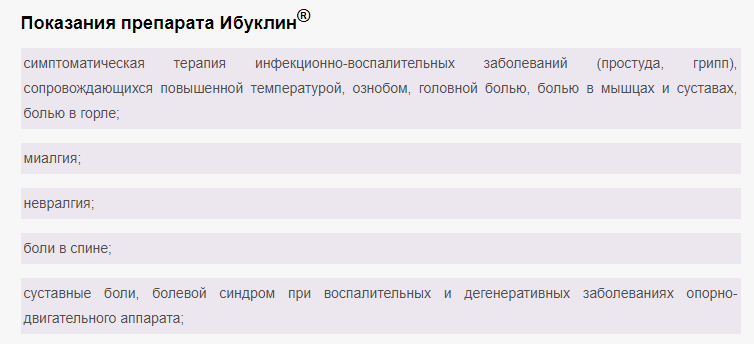 Показания препарата Ибуклин®
симптоматическая терапия инфекционно-воспалительных заболеваний (простуда, грипп),
сопровождающихся повышенной температурой, ознобом, головной болью, болью в мышцах и суставах,
болью в горле;
миалгия;
невралгия;
боли в спине;
суставные боли, болевой синдром при воспалительных и дегенеративных заболеваниях опорно-
двигательного аппарата;